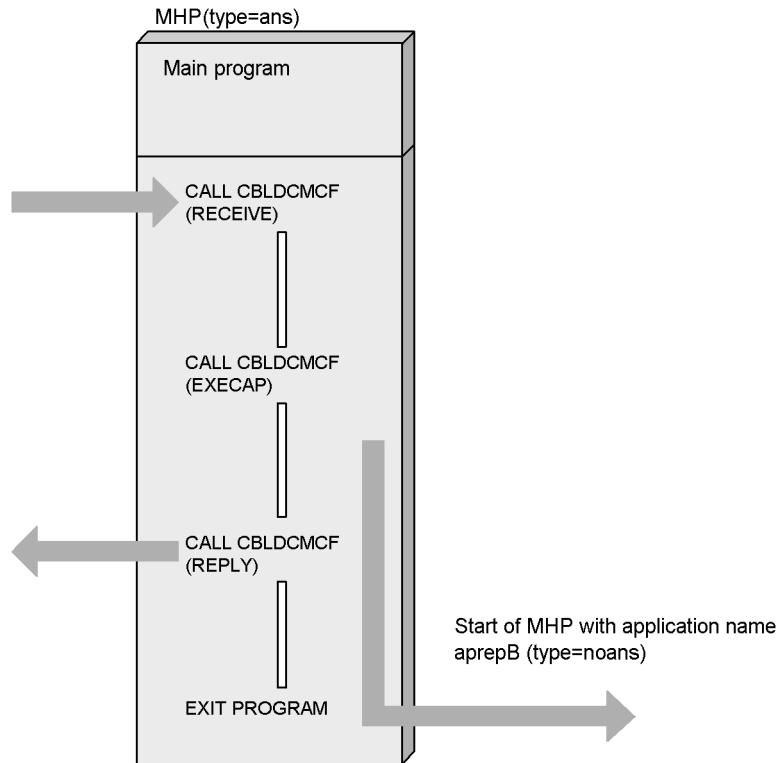 MHP(type=ans)
Main program
CALL CBLDCMCF
(RECEIVE)
CALL CBLDCMCF
(EXECAP)
CALL CBLDCMCF
(REPLY)
Start of MHP with application name
aprepB (type=noans)
EXIT PROGRAM